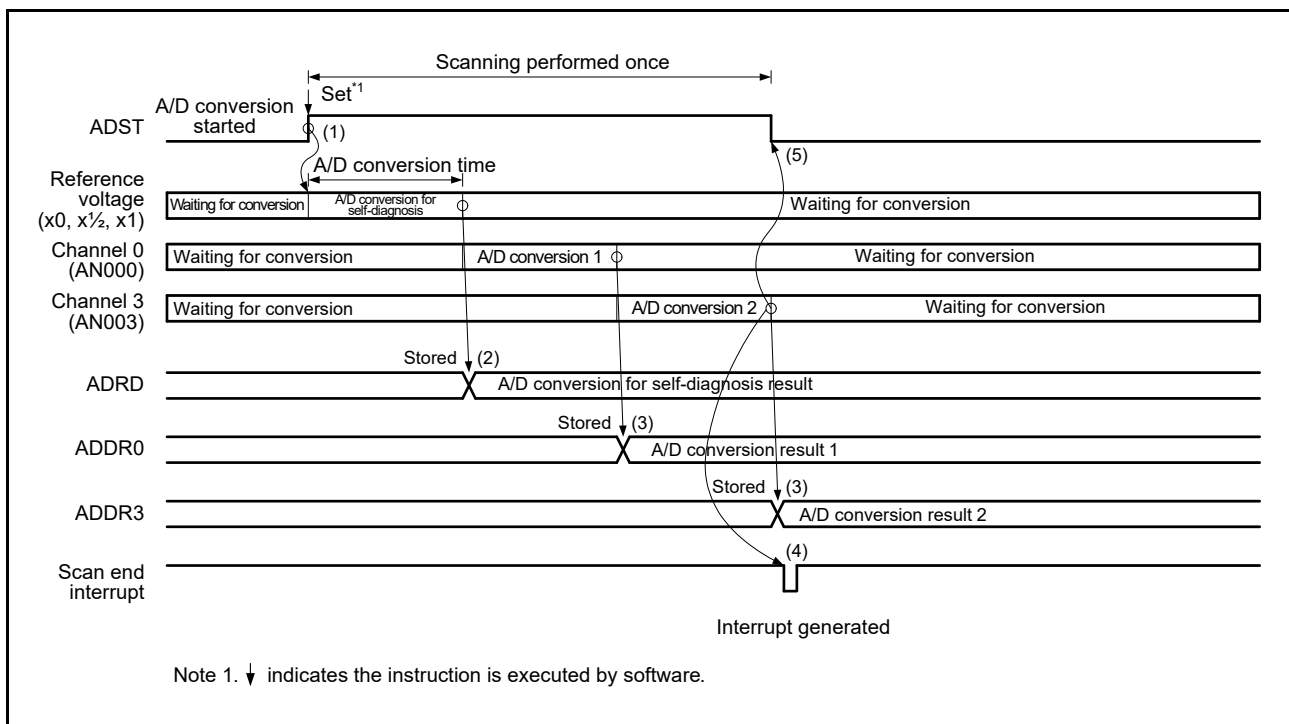 Scanning performed once
Set*1
A/D conversion
started
ADST
(1)
(5)
A/D conversion time
Reference
voltage
(x0, x½, x1)
Waiting for conversion
A/D conversion for
self-diagnosis
Waiting for conversion
Channel 0
(AN000)
Waiting for conversion
A/D conversion 1
Waiting for conversion
Channel 3
(AN003)
Waiting for conversion
A/D conversion 2
Waiting for conversion
Stored (2)
ADRD
A/D conversion for self-diagnosis result
Stored (3)
ADDR0
A/D conversion result 1
Stored (3)
ADDR3
A/D conversion result 2
(4)
Scan end
interrupt
Interrupt generated
Note 1. ↓ indicates the instruction is executed by software.